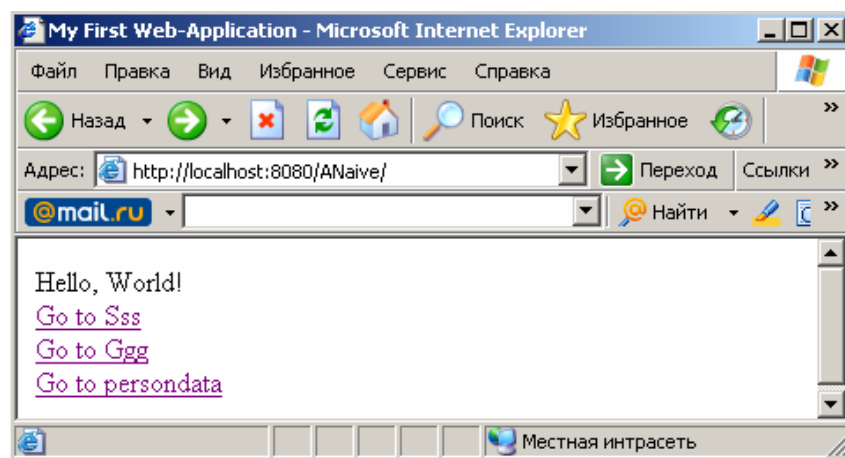 My First Web-Application - Microsoft Internet Explorer
Файл Правка Вид Избранное Сервис Справка
Назад Поиск Избранное »
Адрес: http://localhost:8080/ANaive/ Переход Ссылки »
@mail.ru Найти »
Hello, World!
Go to Sss
Go to Ggg
Go to persondata
Местная интрасеть